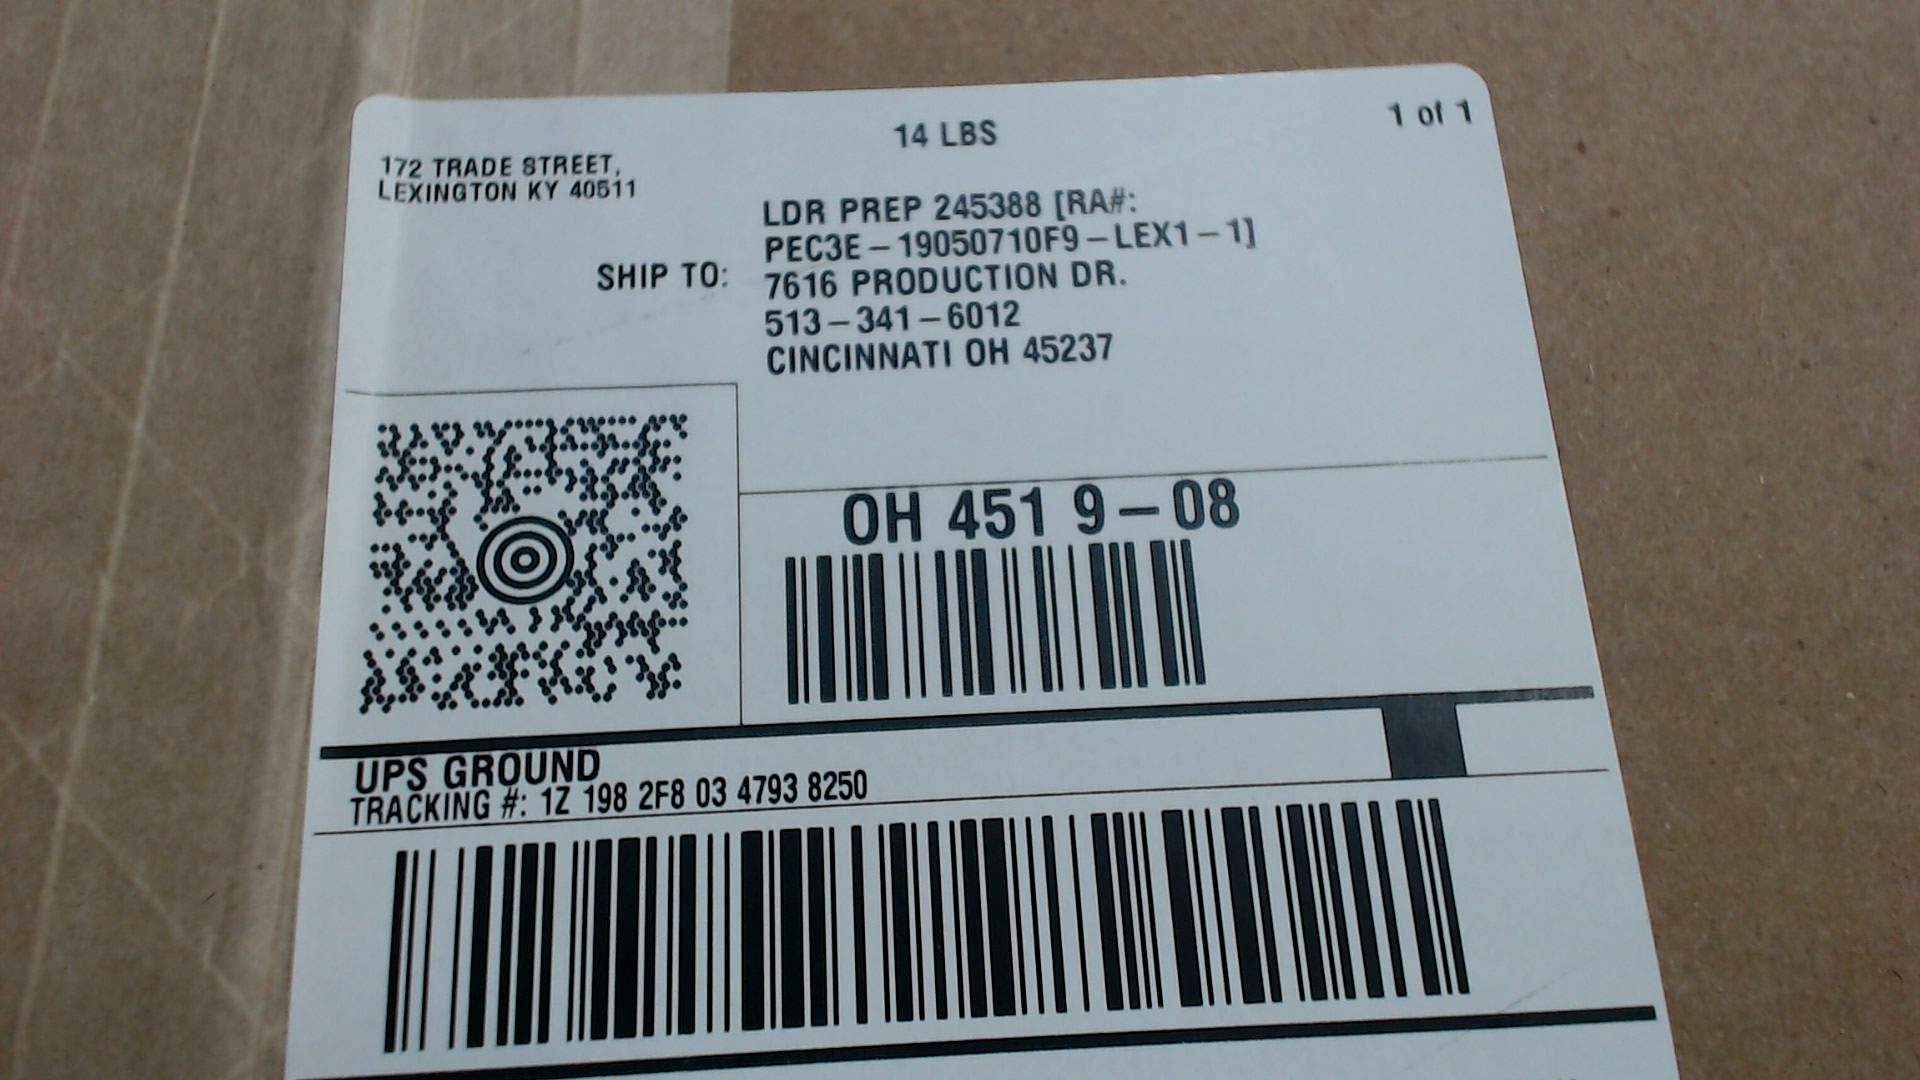 14 LBS
1 of 1
172 TRADE STREET,
LEXINGTON KY 40511
SHIP TO:
LDR PREP 245388 [RA#:
PEC3E-19050710F9-LEX1-1]
7616 PRODUCTION DR.
513-341-6012
CINCINNATI OH 45237
OH 451 9-08
UPS GROUND
TRACKING #: 1Z 198 2F8 03 4793 8250